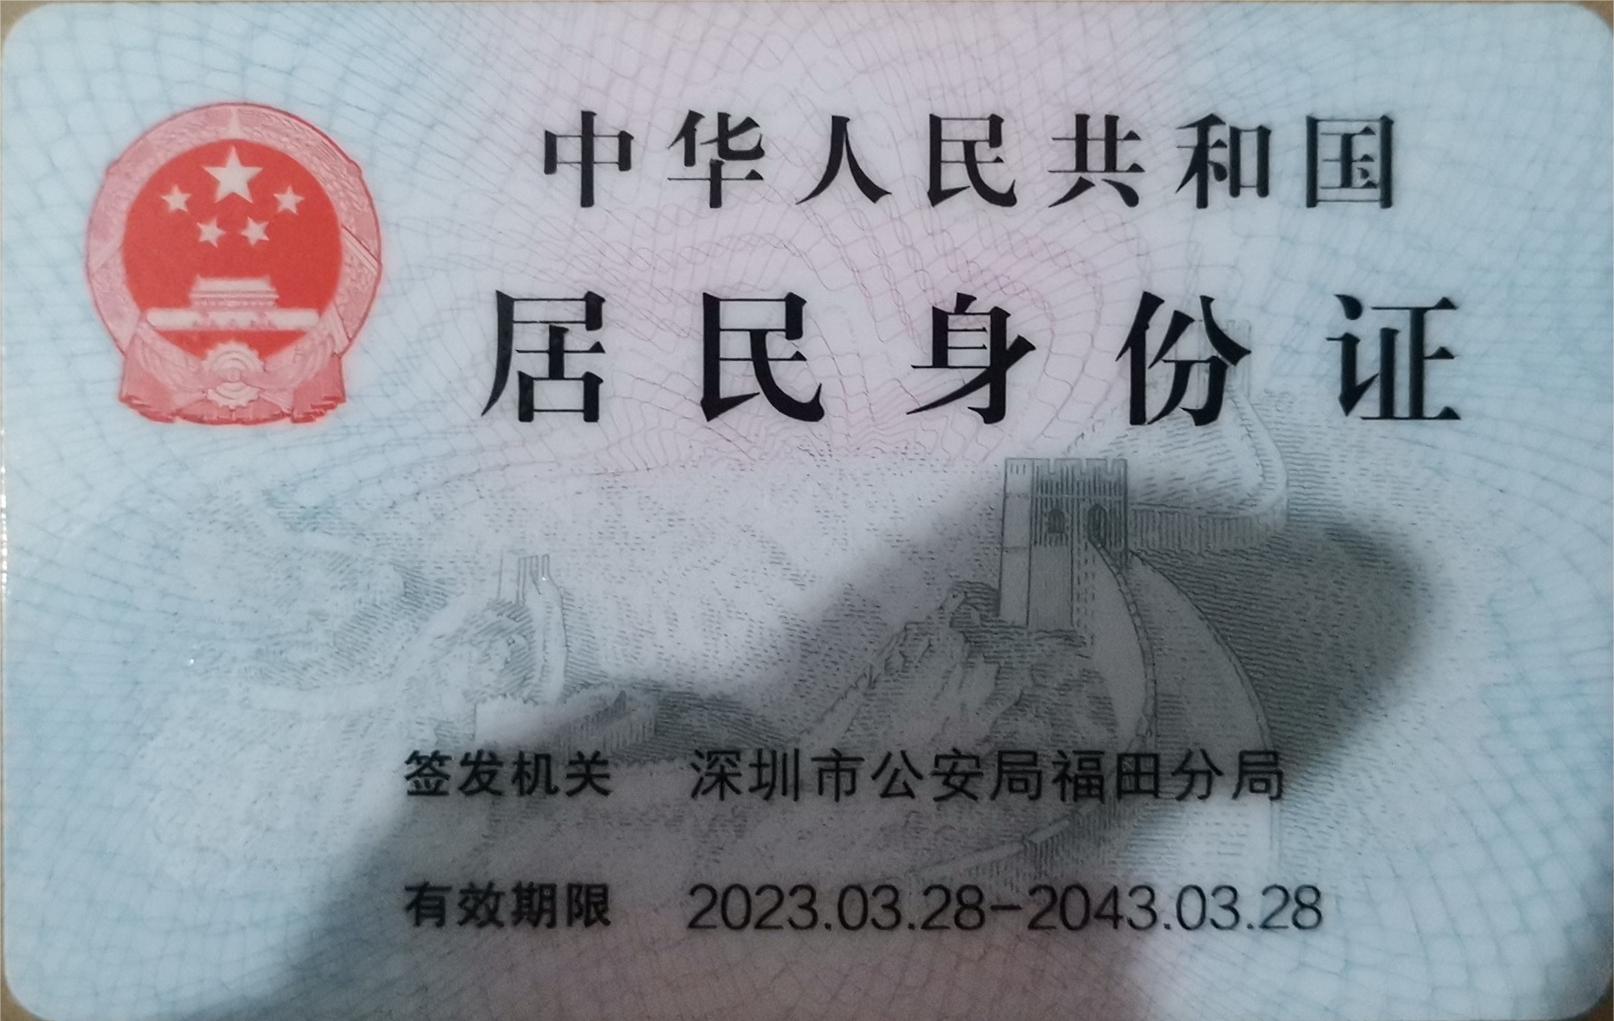 中华人民共和国
居民身份证
签发机关 深圳市公安局福田分局
有效期限 2023.03.28-2043.03.28